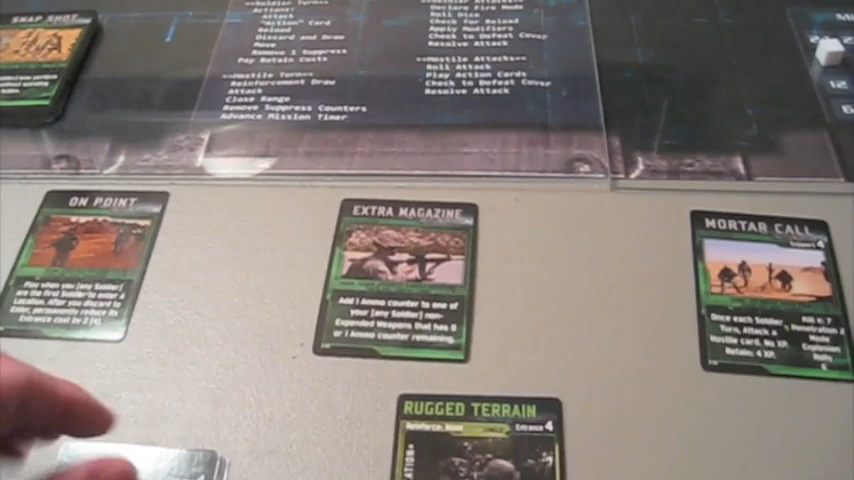 SNAP SHOT
==Soldier Turn==
Actions:
Attack
"Action" Card
Reload
Discard and Draw
Move
Remove 1 Suppress
Pay Retain Costs
==Hostile Turn==
Reinforcement Draw
Attack
Close Range
Remove Suppress Counters
Advance Mission Timer
Declare Fire Mode
Roll Dice
Check for Reload
Apply Modifiers
Check to Defeat Cover
Resolve Attack
==Hostile Attacks==
Roll Attack
Play Action Cards
Check to Defeat Cover
Resolve Attack
12
6
ON POINT
Play when you [any Soldier]
are the first Soldier to enter a
Location. After you discard to
Enter, permanently reduce its
Entrance cost by 2 [4].
EXTRA MAGAZINE
Add 1 Ammo counter to one of
your [any Soldier] non-
Expended Weapons that has 0
or 1 Ammo counter remaining.
MORTAR CALL
Support 4
Once each Soldier
Turn, Attack a
Hostile card. No XP.
Retain: 4 XP.
Penetration 2
Mode
Explosion
Rolls
6
RUGGED TERRAIN
Reinforce: None
Entrance 4